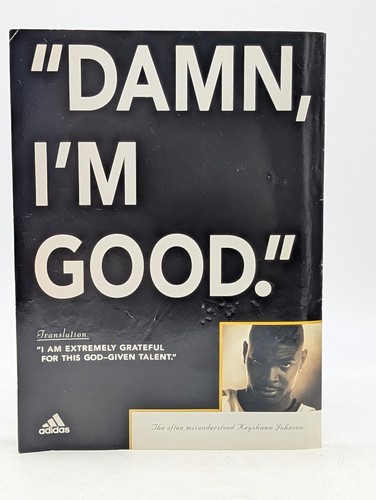 "DAMN,
I'M
GOOD."
Translation:
"I AM EXTREMELY GRATEFUL
FOR THIS GOD-GIVEN TALENT."
The often misunderstood Keyshawn Johnson.
adidas